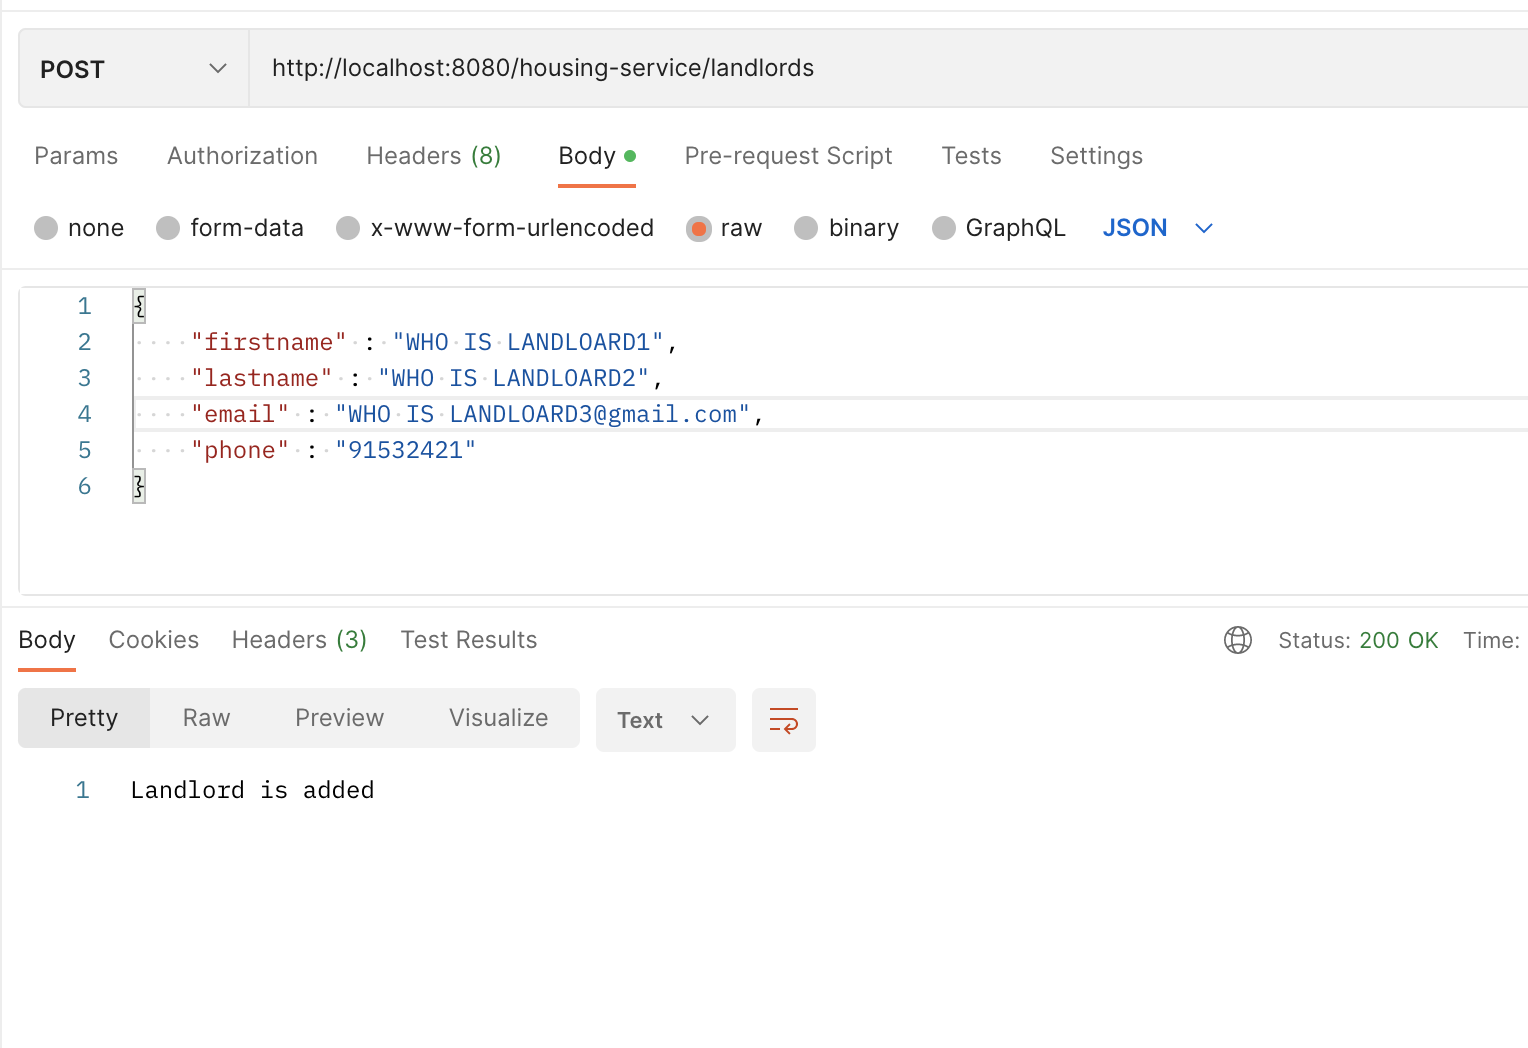 POST http://localhost:8080/housing-service/landlords
Params Authorization Headers (8) Body Pre-request Script Tests Settings
none form-data x-www-form-urlencoded raw binary GraphQL JSON
1 {
2 "firstname" : "WHO IS LANDLOARD1",
3 "lastname" : "WHO IS LANDLOARD2",
4 "email" : "WHO IS LANDLOARD3@gmail.com",
5 "phone" : "91532421"
6 }
Body Cookies Headers (3) Test Results Status: 200 OK Time:
Pretty Raw Preview Visualize Text
1 Landlord is added